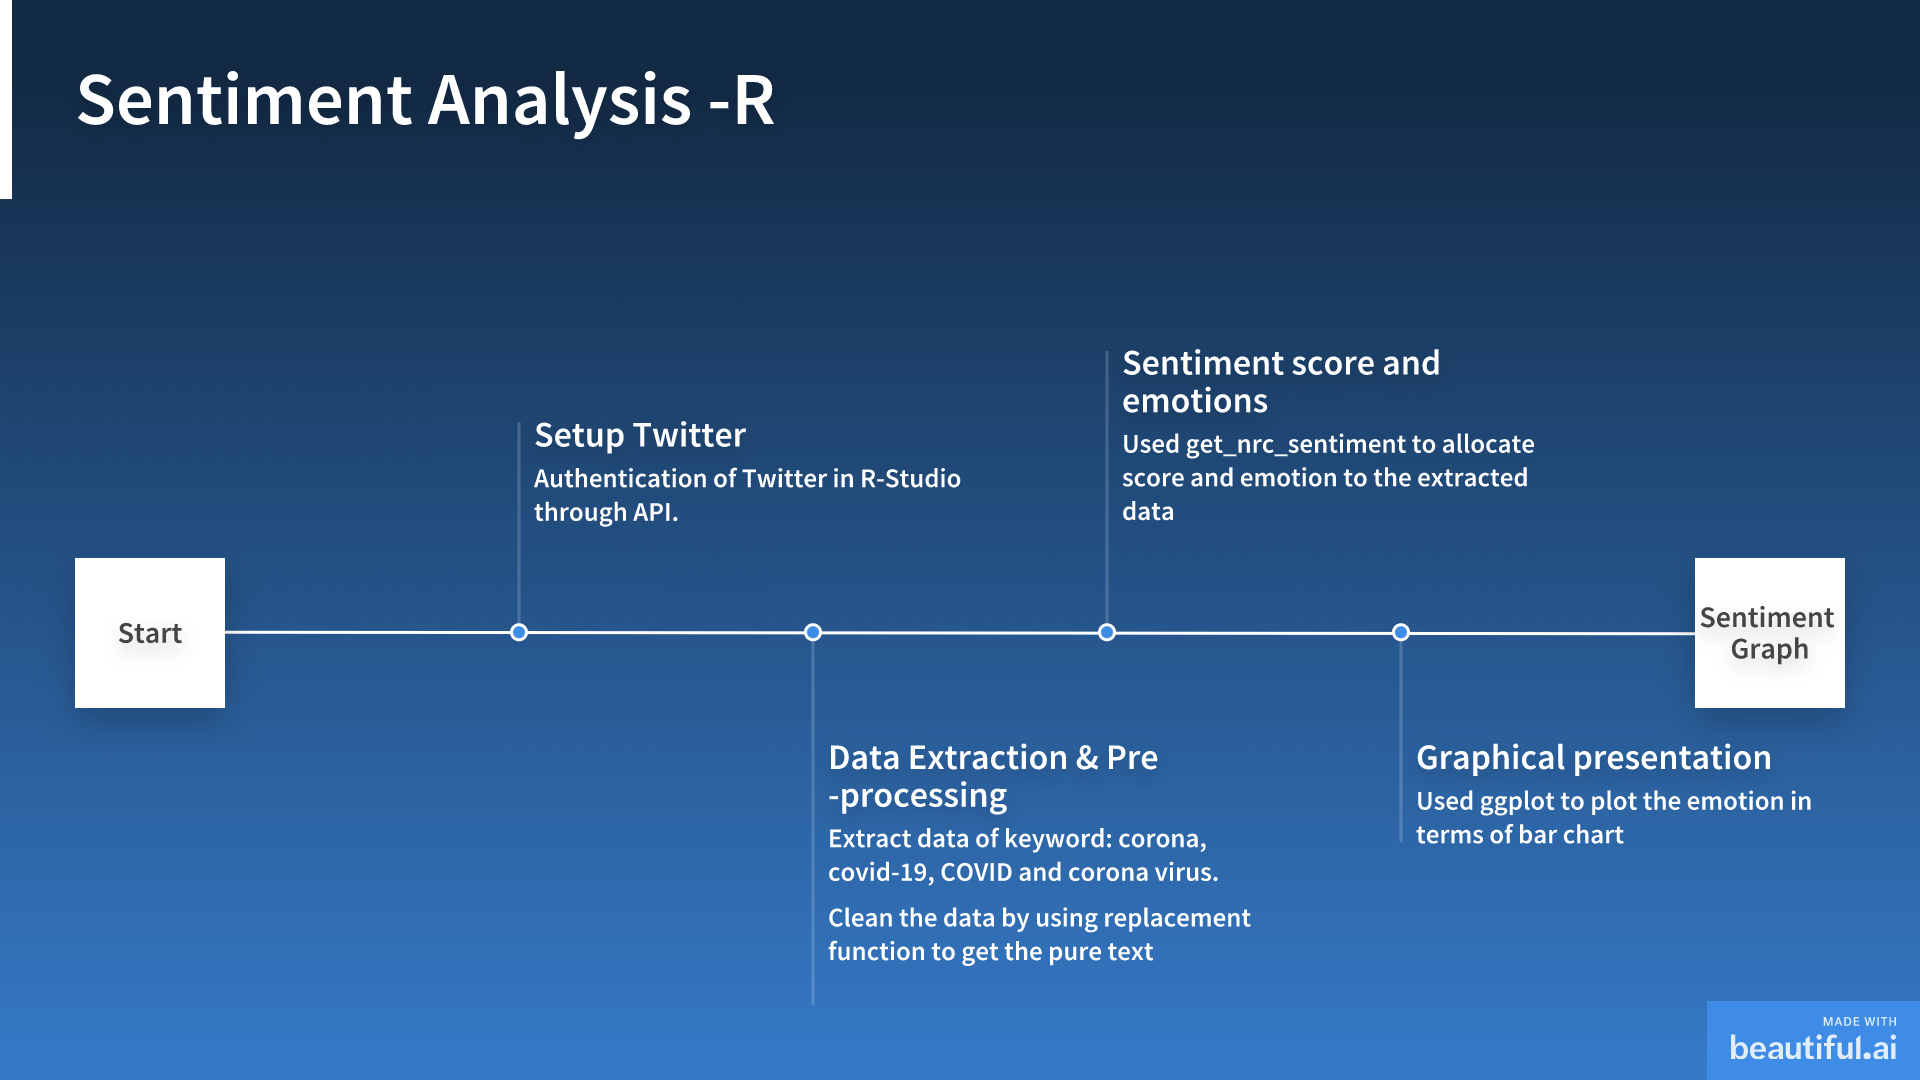 Sentiment Analysis -R
Start
Setup Twitter
Authentication of Twitter in R-Studio
through API.
Data Extraction & Pre
-processing
Extract data of keyword: corona,
covid-19, COVID and corona virus.
Clean the data by using replacement
function to get the pure text
Sentiment score and
emotions
Used get_nrc_sentiment to allocate
score and emotion to the extracted
data
Graphical presentation
Used ggplot to plot the emotion in
terms of bar chart
Sentiment
Graph
MADE WITH
beautiful.ai